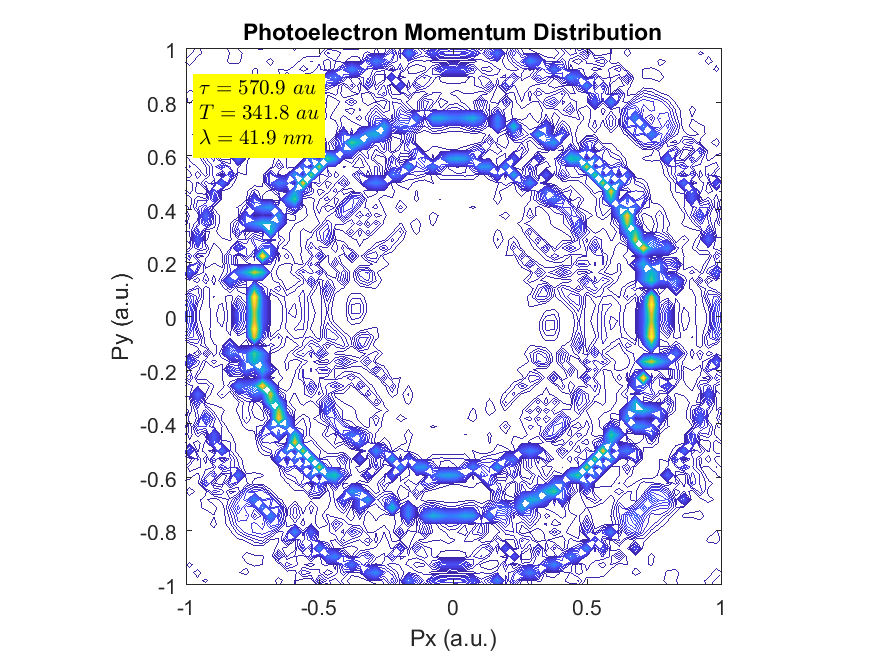 Photoelectron Momentum Distribution
τ = 570.9 au
T = 341.8 au
λ = 41.9 nm
1
0.8
0.6
0.4
0.2
0
-0.2
-0.4
-0.6
-0.8
-1
Py (a.u.)
-1 -0.5 0 0.5 1
Px (a.u.)